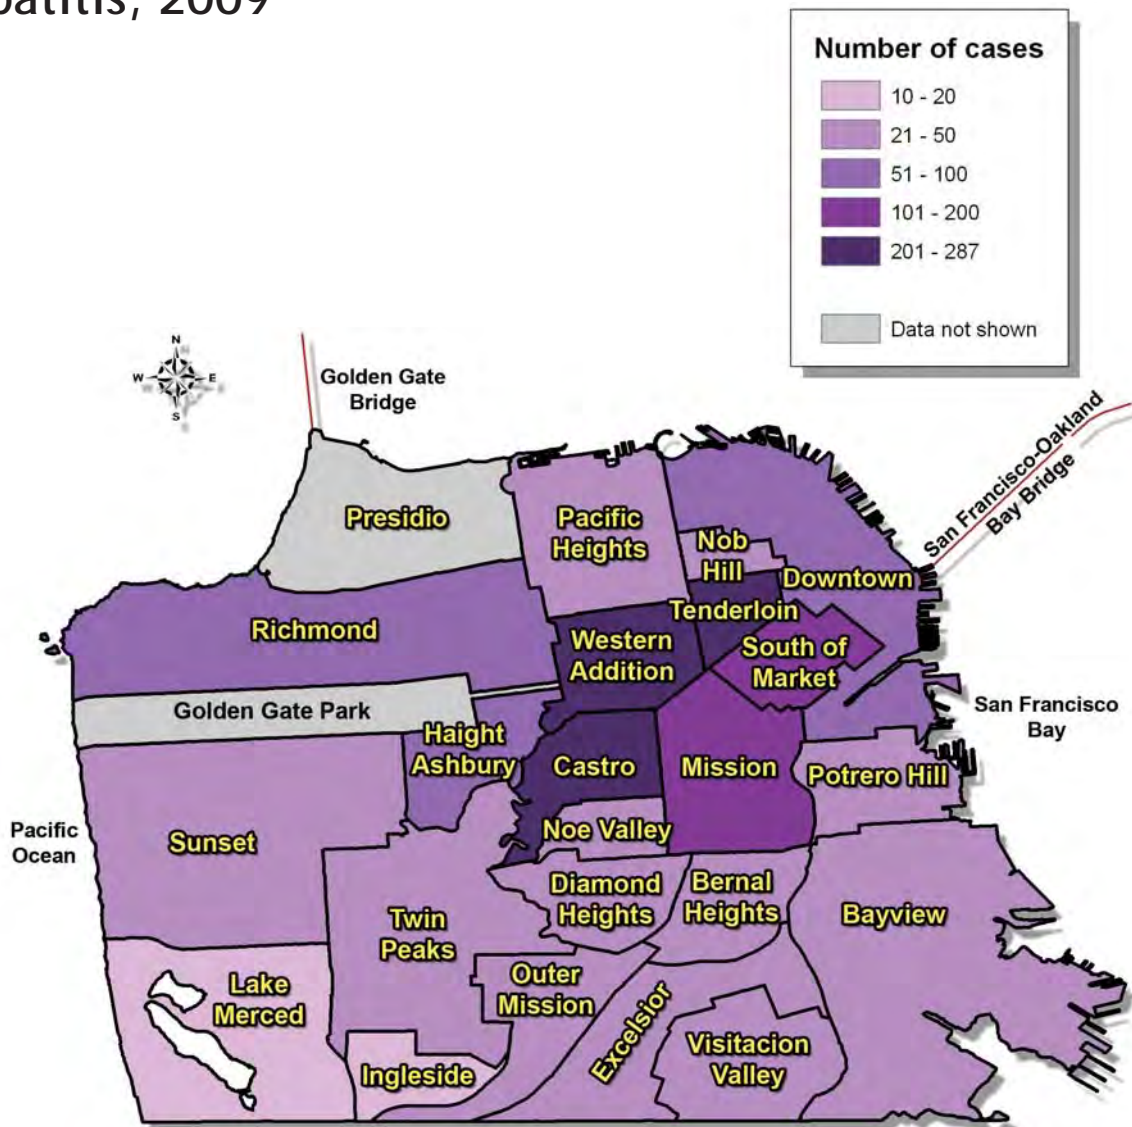 2009
Number of cases
10 - 20
21 - 50
51 - 100
101 - 200
201 - 287
Data not shown
N
W
E
S
Golden Gate
Bridge
San Francisco-Oakland
Bay Bridge
Presidio
Pacific
Heights
Nob
Hill
Downtown
Tenderloin
Richmond
Western
Addition
South of
Market
Golden Gate Park
San Francisco
Bay
Haight
Ashbury
Castro
Mission
Potrero Hill
Pacific
Ocean
Sunset
Noe Valley
Diamond
Heights
Bernal
Heights
Bayview
Twin
Peaks
Outer
Mission
Lake
Merced
Excelsior
Visitacion
Valley
Ingleside